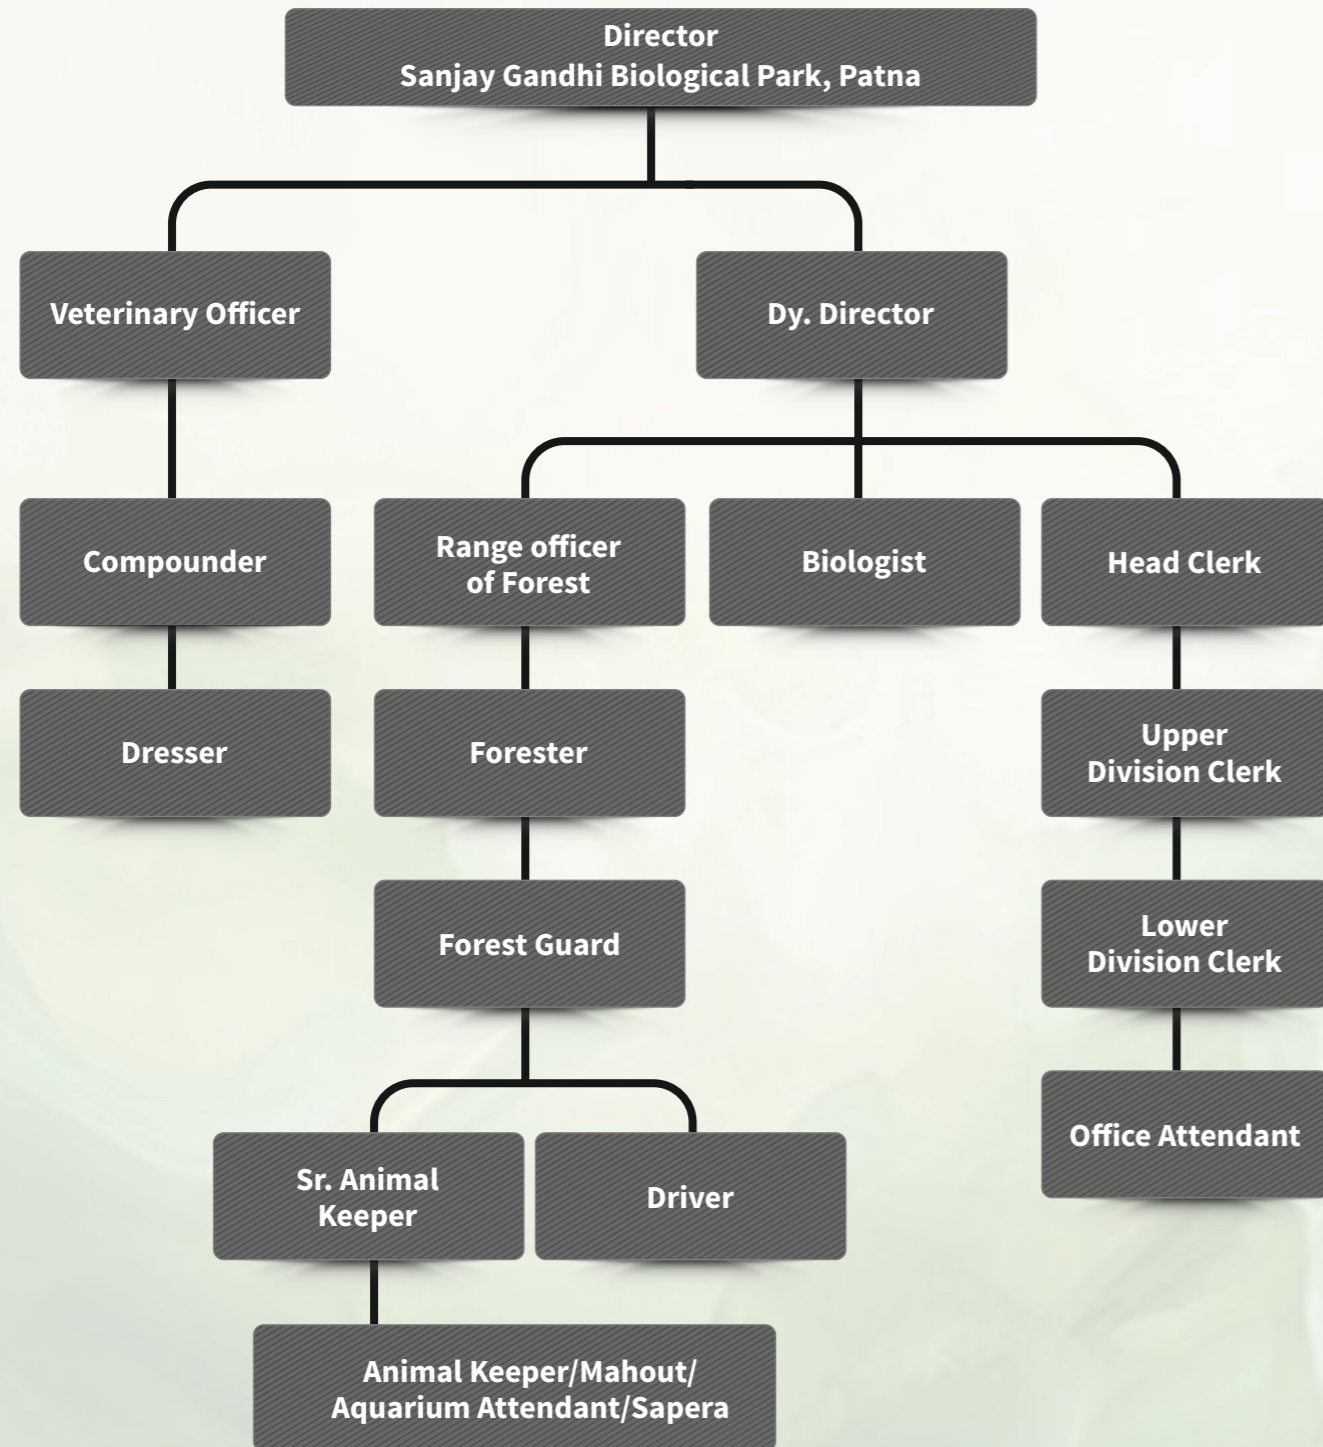 Director
Sanjay Gandhi Biological Park, Patna
Veterinary Officer
Dy. Director
Compounder
Range officer
of Forest
Biologist
Head Clerk
Dresser
Forester
Upper
Division Clerk
Forest Guard
Lower
Division Clerk
Sr. Animal
Keeper
Driver
Office Attendant
Animal Keeper/Mahout/
Aquarium Attendant/Sapera